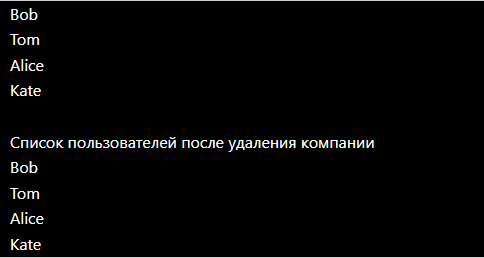 Bob
Tom
Alice
Kate
Список пользователей после удаления компании
Bob
Tom
Alice
Kate